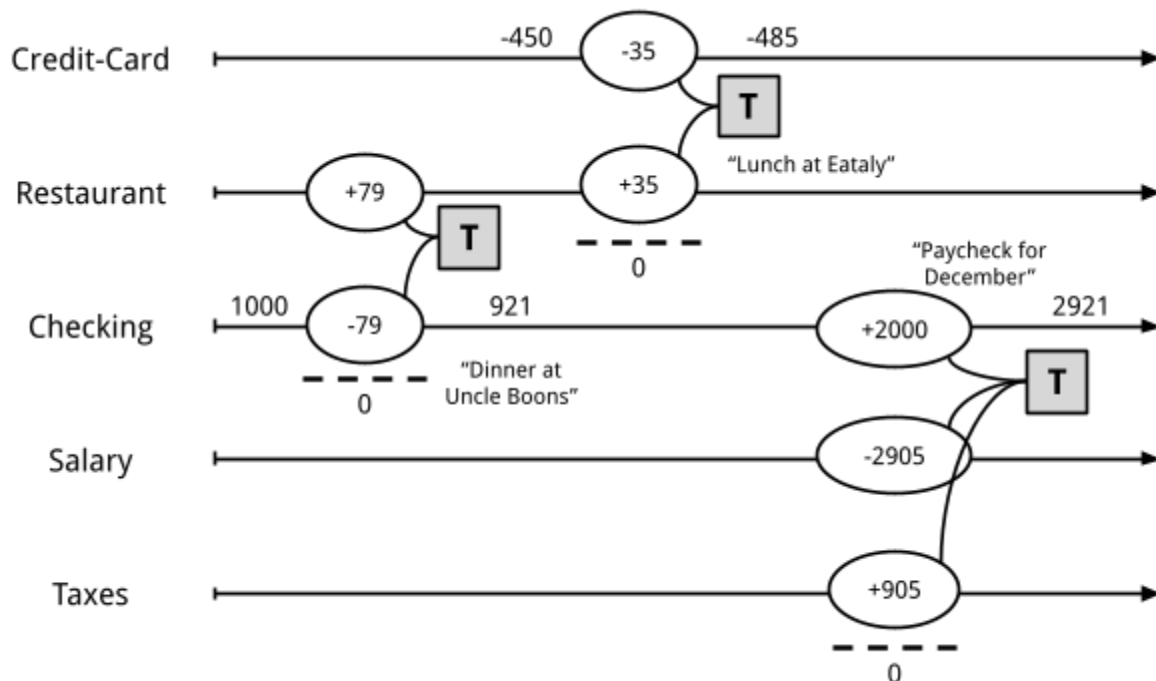 Credit-Card
-450
-35
-485
T
Restaurant
+79
+35
“Lunch at Eataly”
T
0
“Paycheck for
December”
Checking
1000
-79
921
+2000
2921
0
“Dinner at
Uncle Boons”
T
Salary
-2905
Taxes
+905
0